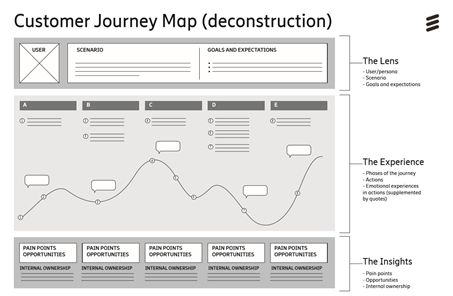 Customer Journey Map (deconstruction)
USER
SCENARIO
GOALS AND EXPECTATIONS
The Lens
- User/persona
- Scenario
- Goals and expectations
A
B
C
D
E
The Experience
- Phases of the journey
- Actions
- Emotional experiences
in actions (supplemented
by quotes)
PAIN POINTS
OPPORTUNITIES
PAIN POINTS
OPPORTUNITIES
PAIN POINTS
OPPORTUNITIES
PAIN POINTS
OPPORTUNITIES
PAIN POINTS
OPPORTUNITIES
INTERNAL OWNERSHIP
INTERNAL OWNERSHIP
INTERNAL OWNERSHIP
INTERNAL OWNERSHIP
INTERNAL OWNERSHIP
The Insights
- Pain points
- Opportunities
- Internal ownership